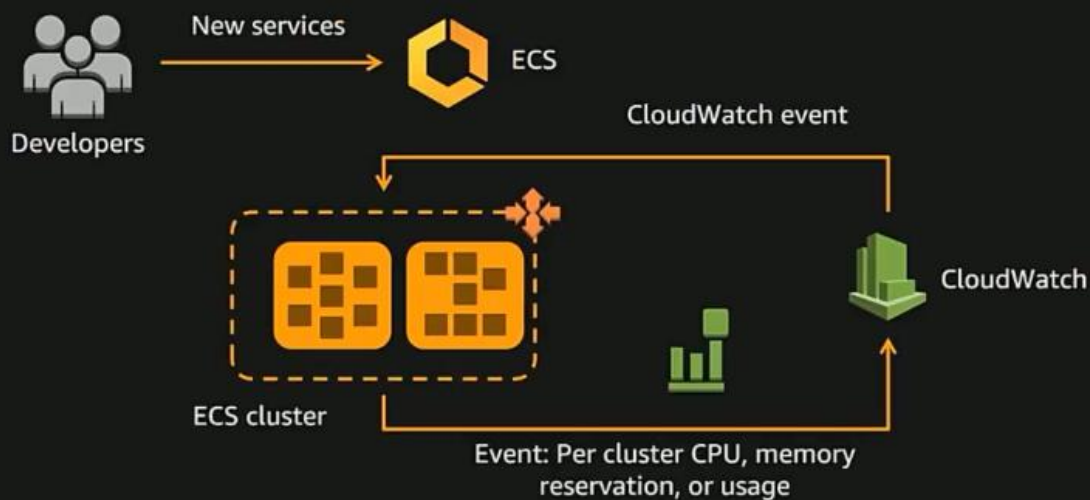 New services
ECS
Developers
CloudWatch event
CloudWatch
ECS cluster
Event: Per cluster CPU, memory
reservation, or usage